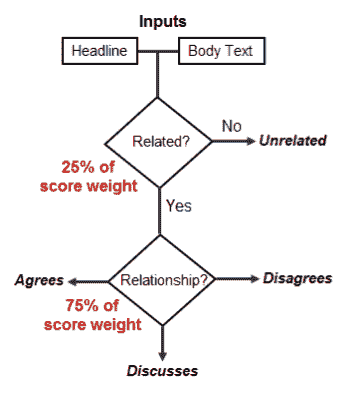 Inputs
Headline
Body Text
Related?
No
Unrelated
25% of
score weight
Yes
Agrees
Relationship?
Disagrees
75% of
score weight
Discusses